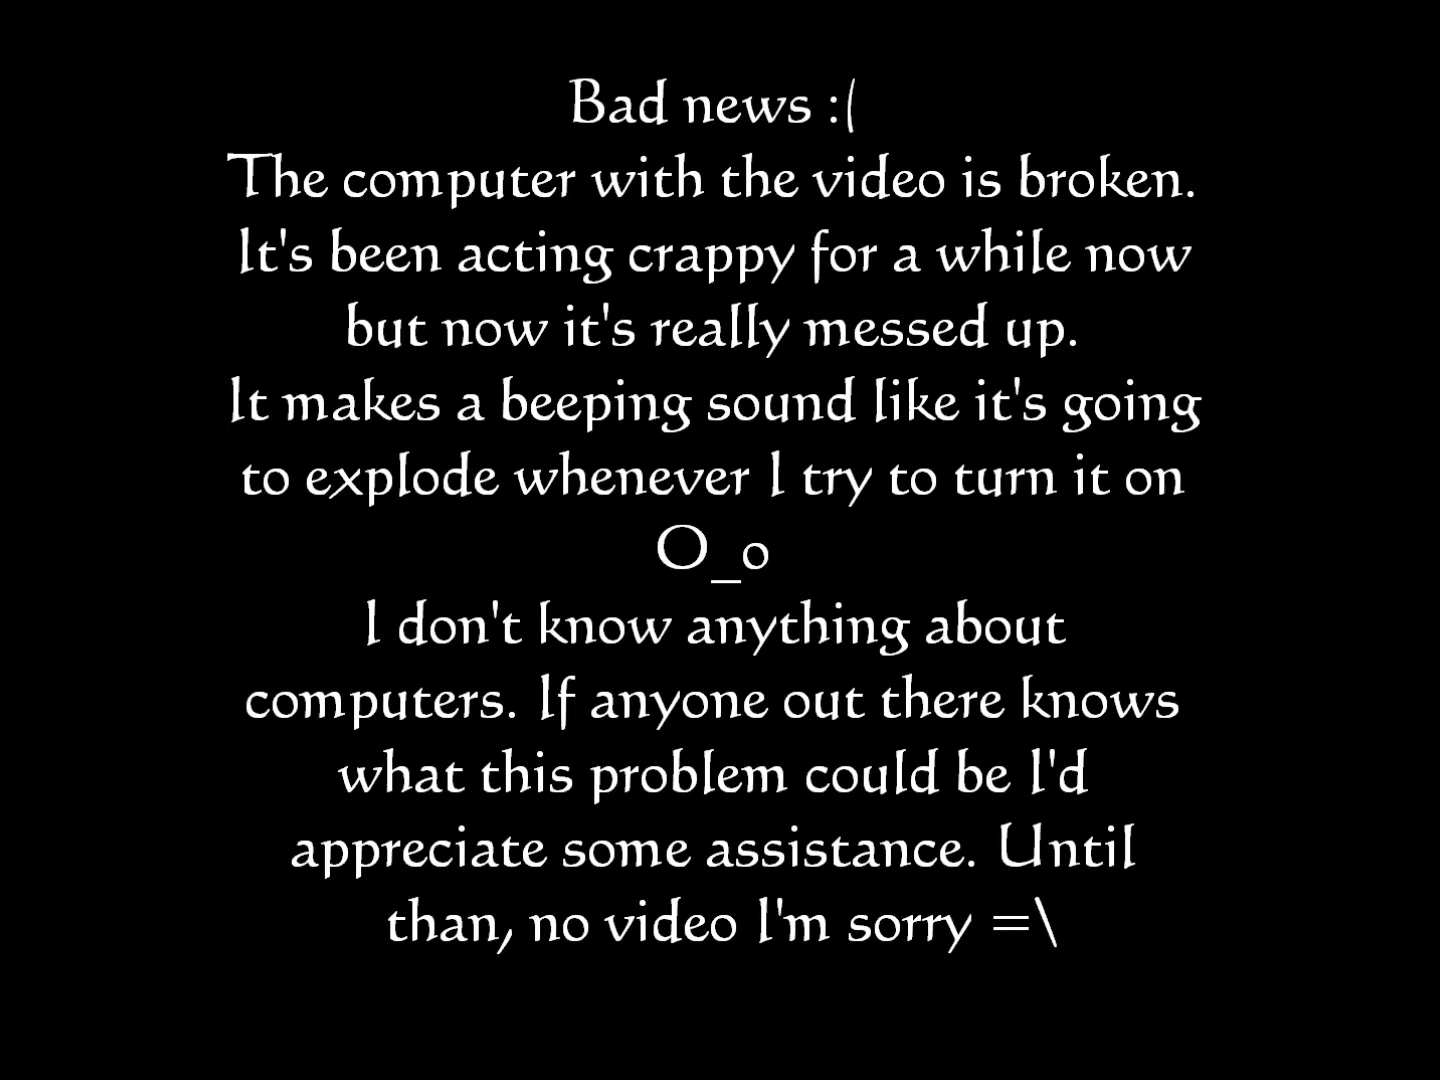 Bad news :(
The computer with the video is broken.
It's been acting crappy for a while now
but now it's really messed up.
It makes a beeping sound like it's going
to explode whenever I try to turn it on
O_o
I don't know anything about
computers. If anyone out there knows
what this problem could be I'd
appreciate some assistance. Until
than, no video I'm sorry =\